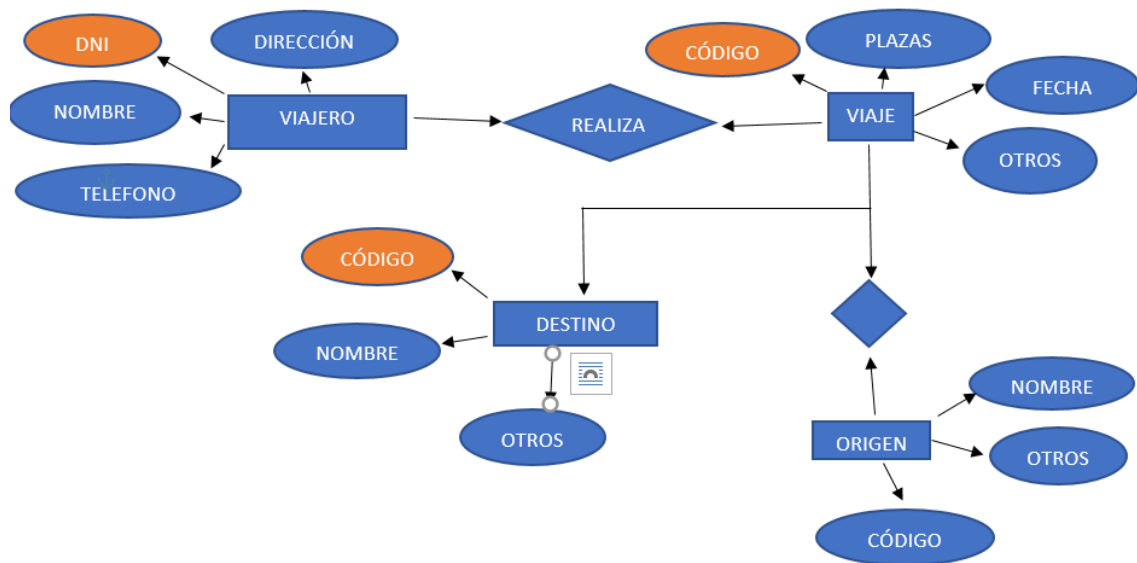 DNI
DIRECCIÓN
NOMBRE
VIAJERO
TELEFONO
REALIZA
CÓDIGO
PLAZAS
FECHA
VIAJE
OTROS
CÓDIGO
DESTINO
NOMBRE
OTROS
NOMBRE
ORIGEN
OTROS
CÓDIGO